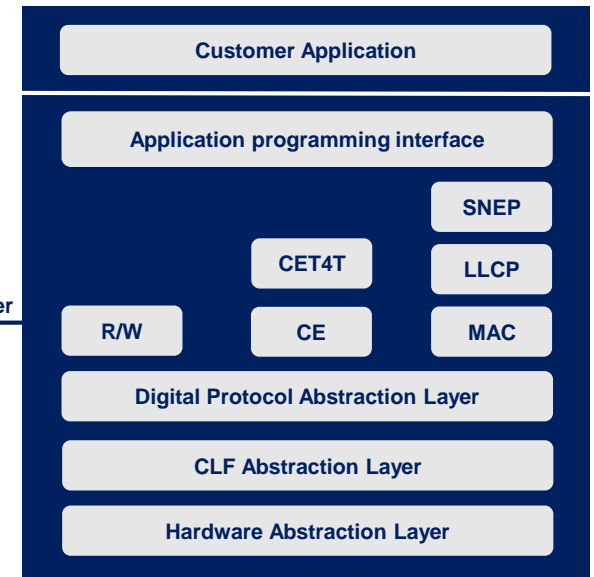 Customer Application
Application programming interface
SNEP
CET4T
LLCP
R/W
CE
MAC
Digital Protocol Abstraction Layer
CLF Abstraction Layer
Hardware Abstraction Layer